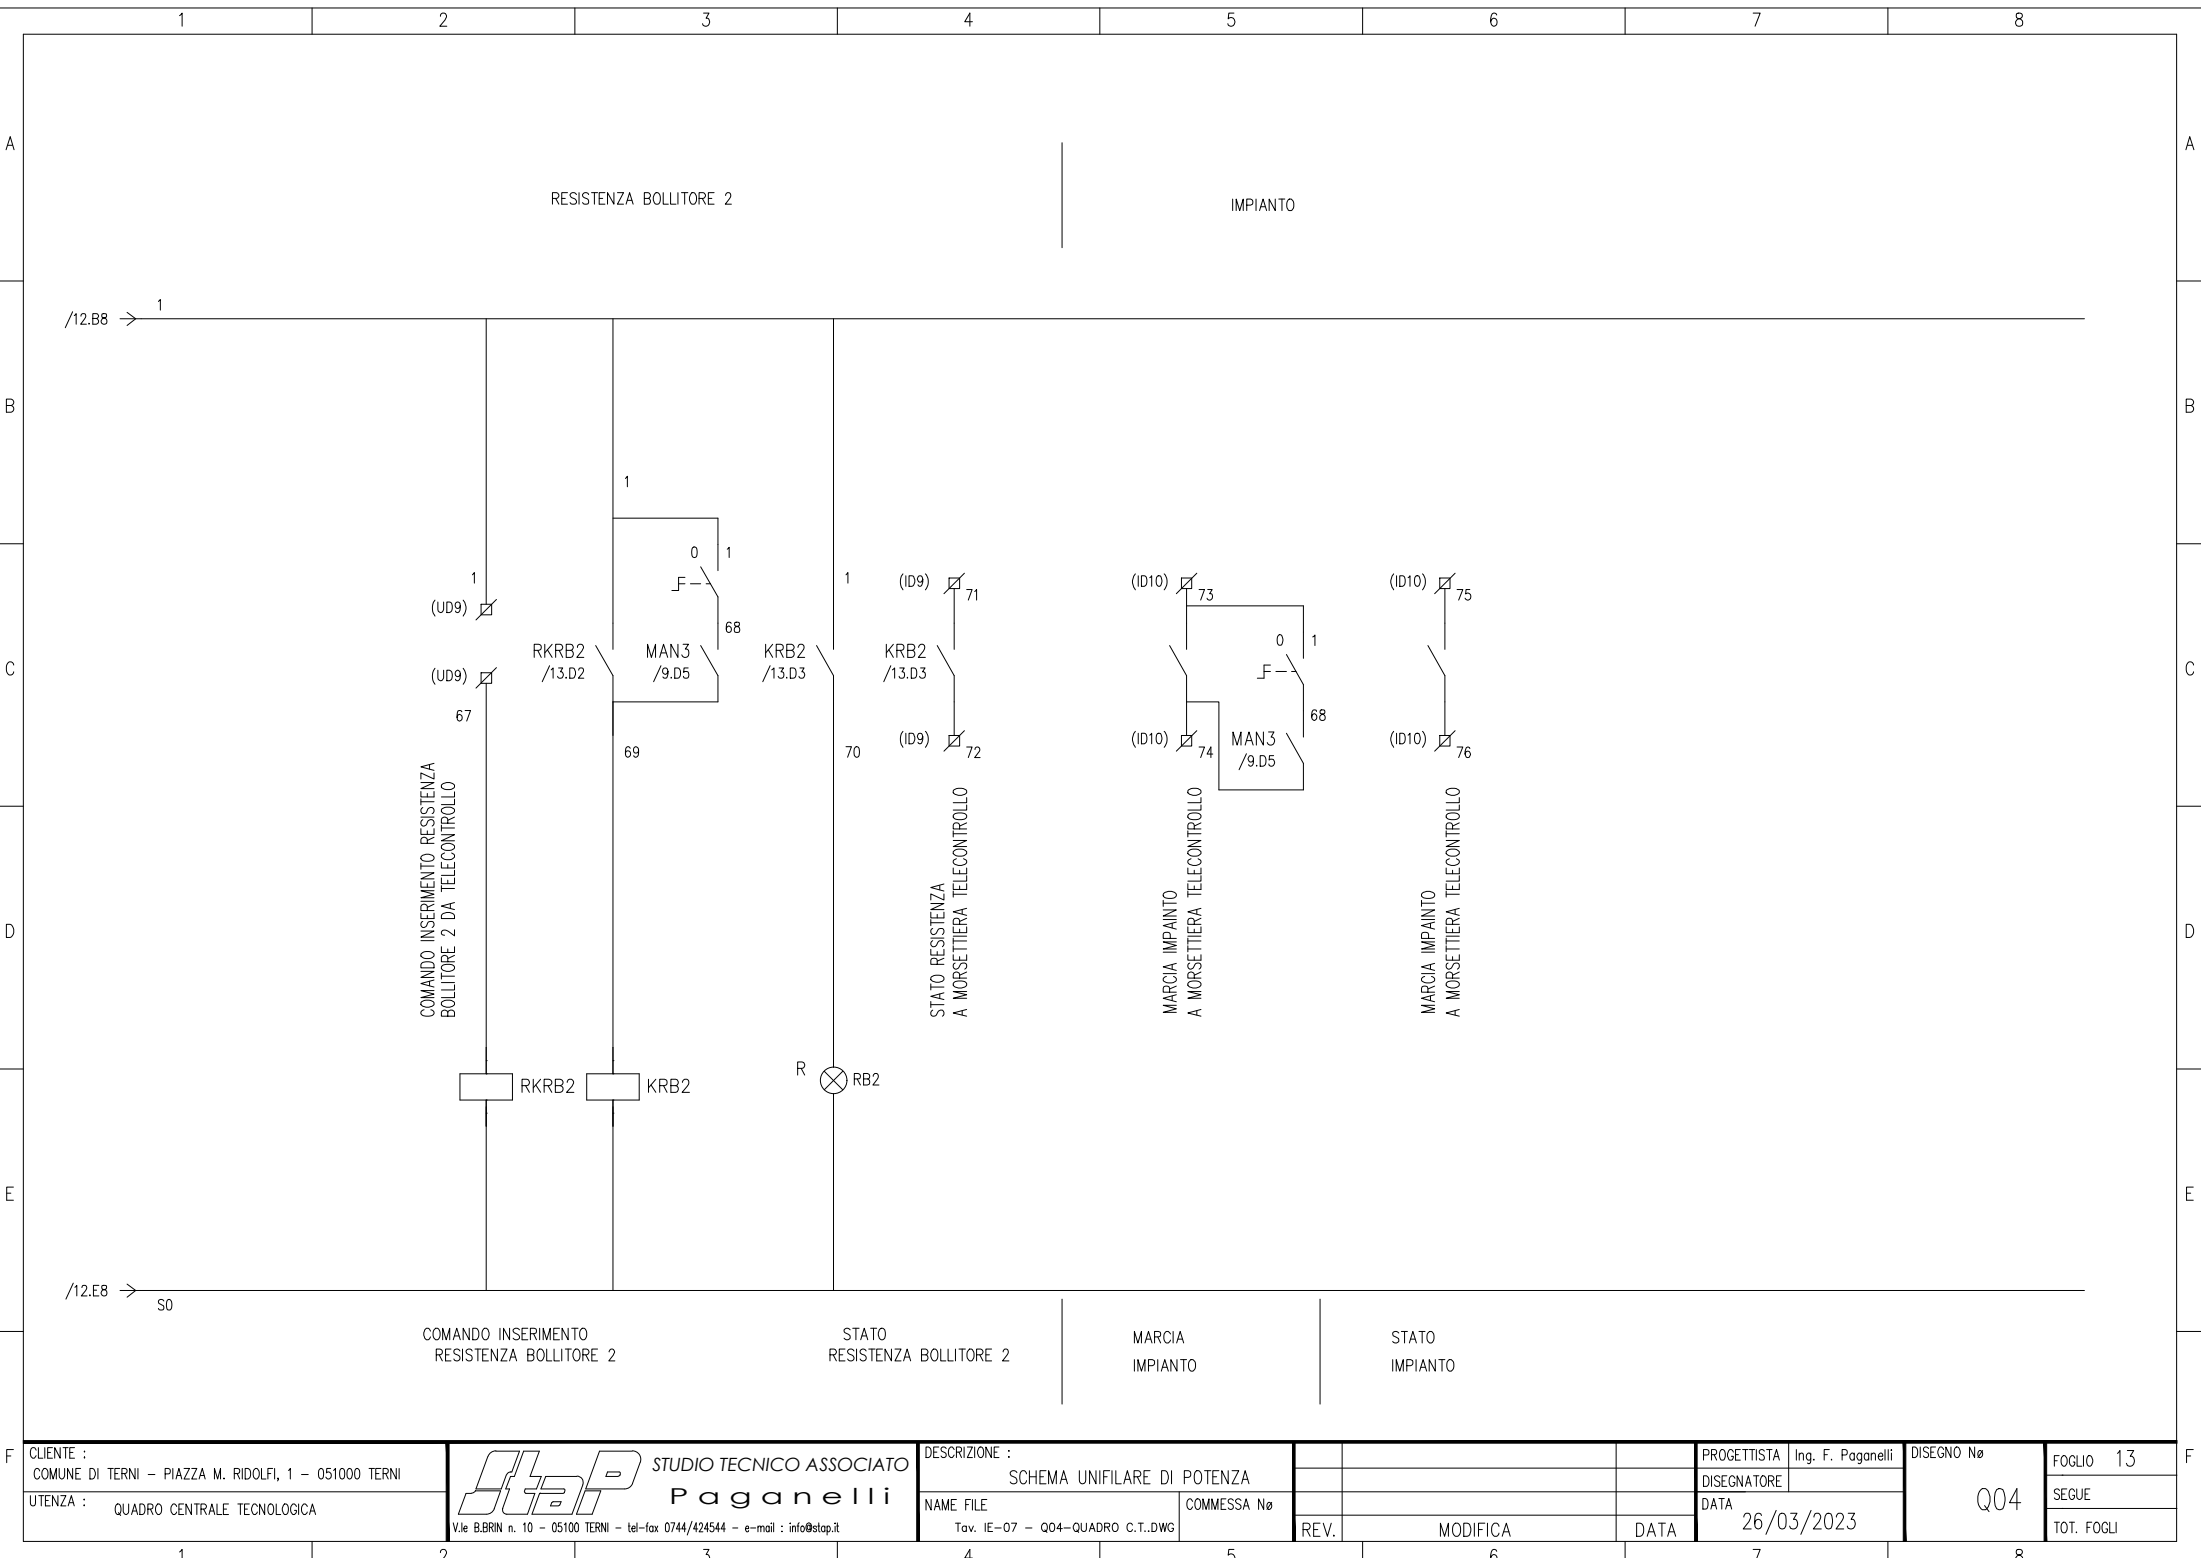 1 2 3 4 5 6 7 8
A A
RESISTENZA BOLLITORE 2
IMPIANTO
/12.B8 1
B B
1
0 1
1
(UD9)
68
RKRB2
/13.D2
MAN3
/9.D5
1
KRB2
/13.D3
(ID9) 71
KRB2
/13.D3
(ID10) 73
0 1
(ID10) 75
C C
(UD9)
67
69
70
(ID9) 72
(ID10) 74
68
MAN3
/9.D5
(ID10) 76
COMANDO INSERIMENTO RESISTENZA
BOLLITORE 2 DA TELECONTROLLO
STATO RESISTENZA
A MORSETTIERA TELECONTROLLO
MARCIA IMPAINTO
A MORSETTIERA TELECONTROLLO
MARCIA IMPAINTO
A MORSETTIERA TELECONTROLLO
D D
RKRB2
KRB2
R RB2
E E
/12.E8 S0
COMANDO INSERIMENTO
RESISTENZA BOLLITORE 2
STATO
RESISTENZA BOLLITORE 2
MARCIA
IMPIANTO
STATO
IMPIANTO
F F
CLIENTE :
COMUNE DI TERNI - PIAZZA M. RIDOLFI, 1 - 051000 TERNI
UTENZA : QUADRO CENTRALE TECNOLOGICA
StaP
STUDIO TECNICO ASSOCIATO
Paganelli
V.le B.BRIN n. 10 - 05100 TERNI - tel-fax 0744/424544 - e-mail : info@stap.it
DESCRIZIONE :
SCHEMA UNIFILARE DI POTENZA
NAME FILE
Tav. IE-07 - Q04-QUADRO C.T..DWG
COMMESSA Nø
REV. MODIFICA DATA
PROGETTISTA Ing. F. Paganelli
DISEGNATORE
DATA
26/03/2023
DISEGNO Nø
Q04
FOGLIO 13
SEGUE
TOT. FOGLI
1 2 3 4 5 6 7 8